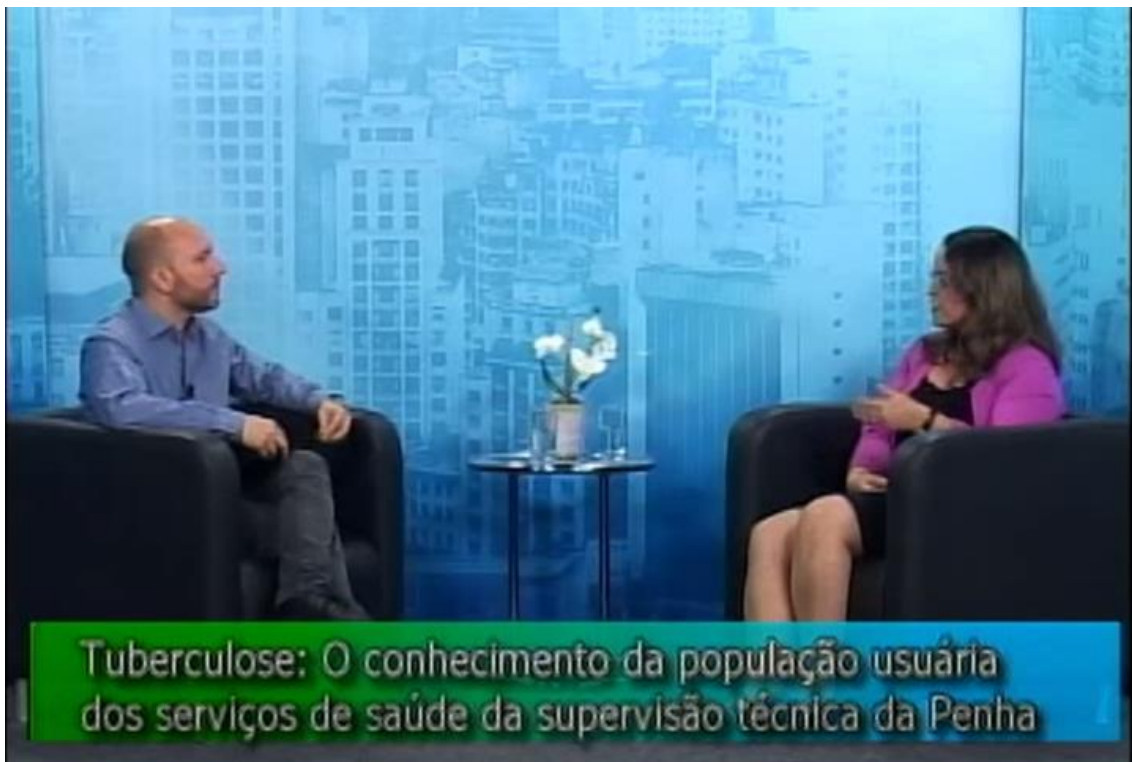 Tuberculose: O conhecimento da população usuária
dos serviços de saúde da supervisão técnica da Penha